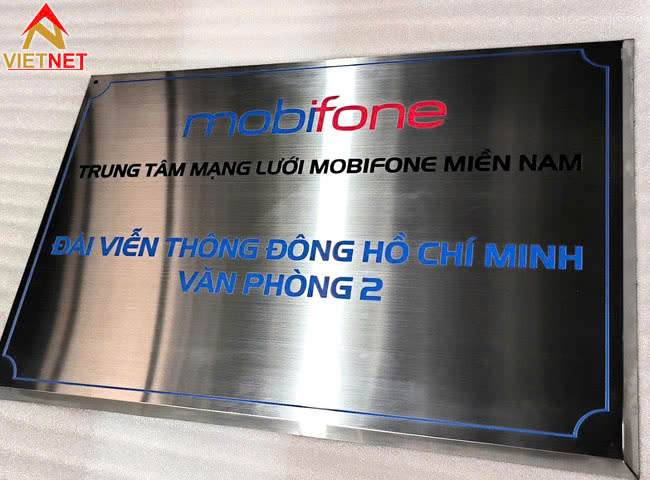 VIETNET
mobifone
TRUNG TÂM MẠNG LƯỚI MOBIFONE MIỀN NAM
ĐÀI VIỄN THÔNG ĐÔNG HỒ CHÍ MINH
VĂN PHÒNG 2